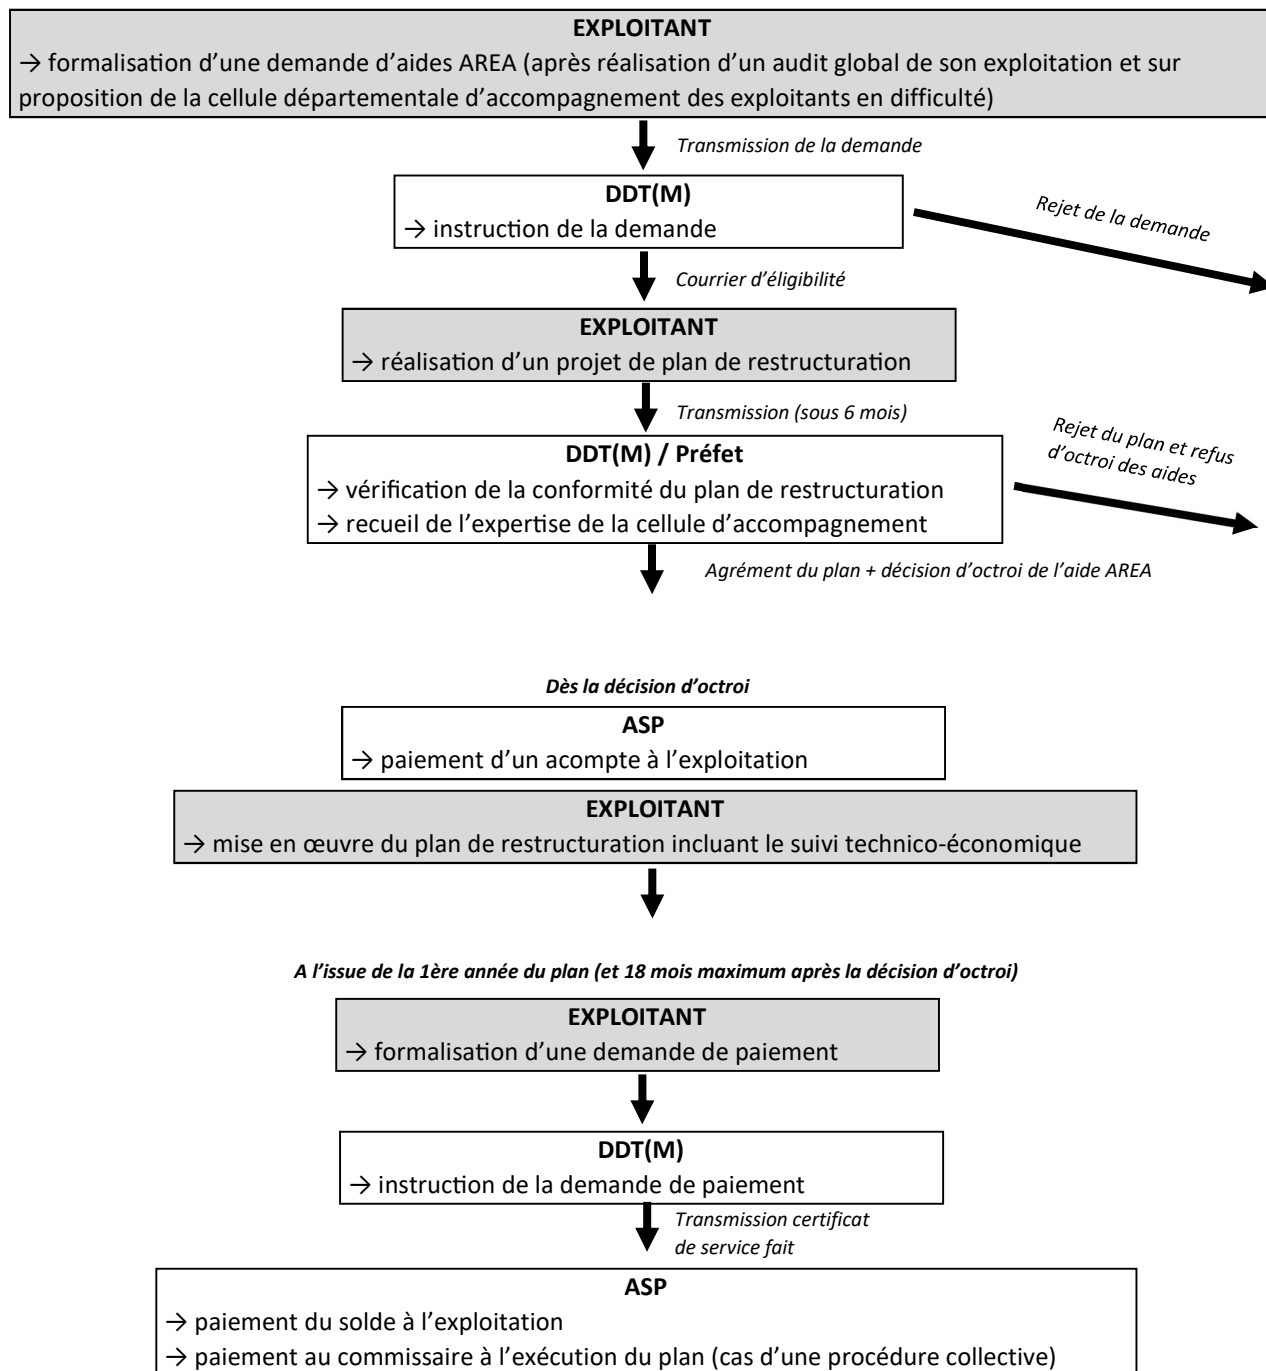 EXPLOITANT
→ formalisation d’une demande d’aides AREA (après réalisation d’un audit global de son exploitation et sur
proposition de la cellule départementale d’accompagnement des exploitants en difficulté)
Transmission de la demande
DDT(M)
→ instruction de la demande
Rejet de la demande
Courrier d’éligibilité
EXPLOITANT
→ réalisation d’un projet de plan de restructuration
Transmission (sous 6 mois)
DDT(M) / Préfet
→ vérification de la conformité du plan de restructuration
→ recueil de l’expertise de la cellule d’accompagnement
Rejet du plan et refus
d’octroi des aides
Agrément du plan + décision d’octroi de l’aide AREA
Dès la décision d’octroi
ASP
→ paiement d’un acompte à l’exploitation
EXPLOITANT
→ mise en œuvre du plan de restructuration incluant le suivi technico-économique
A l’issue de la 1ère année du plan (et 18 mois maximum après la décision d’octroi)
EXPLOITANT
→ formalisation d’une demande de paiement
DDT(M)
→ instruction de la demande de paiement
Transmission certificat
de service fait
ASP
→ paiement du solde à l’exploitation
→ paiement au commissaire à l’exécution du plan (cas d’une procédure collective)